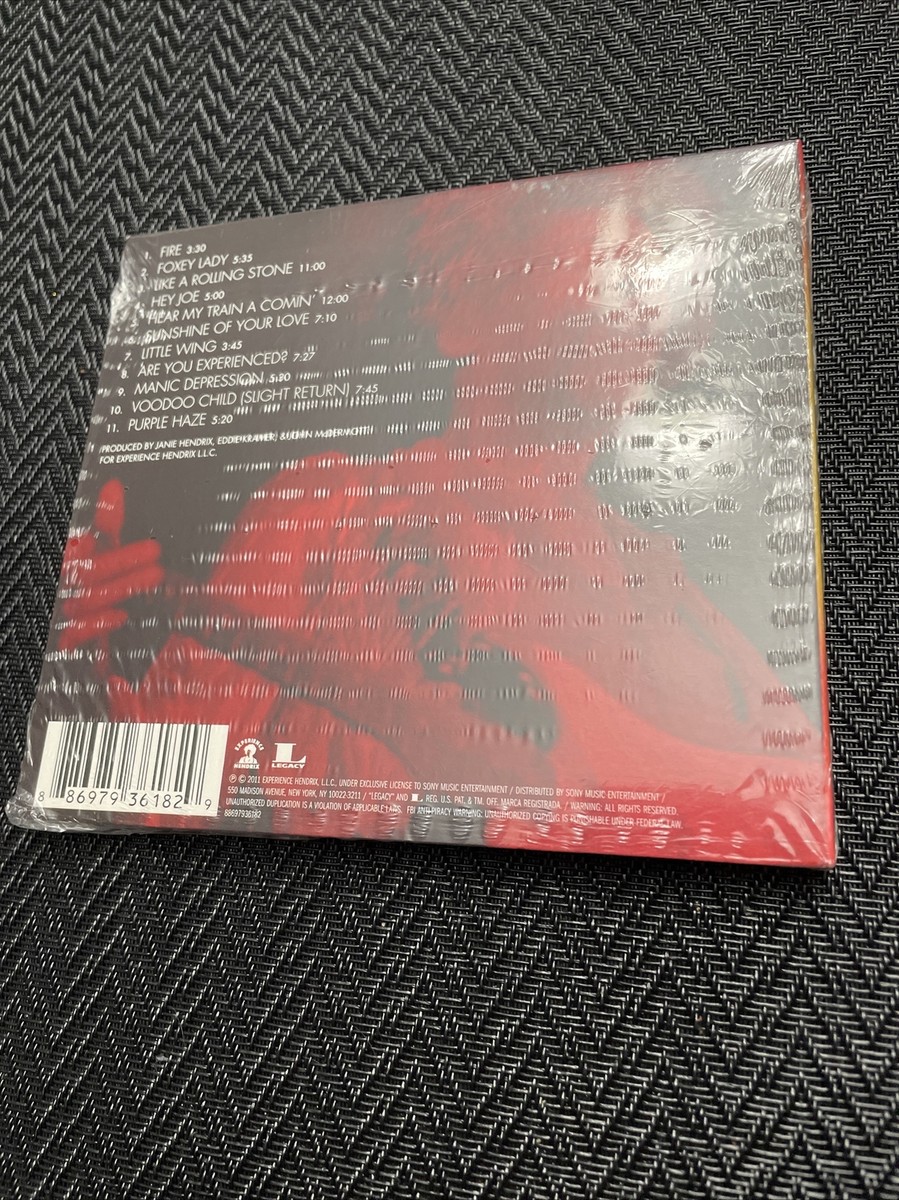 1. FIRE 3:30
2. FOXEY LADY 5:35
LIKE A ROLLING STONE 11:00
HEY JOE 5:00
HEAR MY TRAIN A COMIN' 12:00
6. SUNSHINE OF YOUR LOVE 7:10
7. LITTLE WING 3:45
8. ARE YOU EXPERIENCED? 7:27
9. MANIC DEPRESSION 5:30
10. VOODOO CHILD (SLIGHT RETURN) 7:45
11. PURPLE HAZE 5:20
PRODUCED BY JANIE HENDRIX, EDDIE KRAMER, & JOHN McDERMOTT
FOR EXPERIENCE HENDRIX L.L.C.
8 86979 36182 9
EXPERIENCE
HENDRIX
L
LEGACY
℗ © 2011 EXPERIENCE HENDRIX, L.L.C. UNDER EXCLUSIVE LICENSE TO SONY MUSIC ENTERTAINMENT / DISTRIBUTED BY SONY MUSIC ENTERTAINMENT /
550 MADISON AVENUE, NEW YORK, NY 10022-3211 / "LEGACY" AND L REG. U.S. PAT. & TM. OFF. MARCA REGISTRADA. / WARNING: ALL RIGHTS RESERVED.
UNAUTHORIZED DUPLICATION IS A VIOLATION OF APPLICABLE LAWS. FBI ANTI-PIRACY WARNING: UNAUTHORIZED COPYING IS PUNISHABLE UNDER FEDERAL LAW.
88697936182